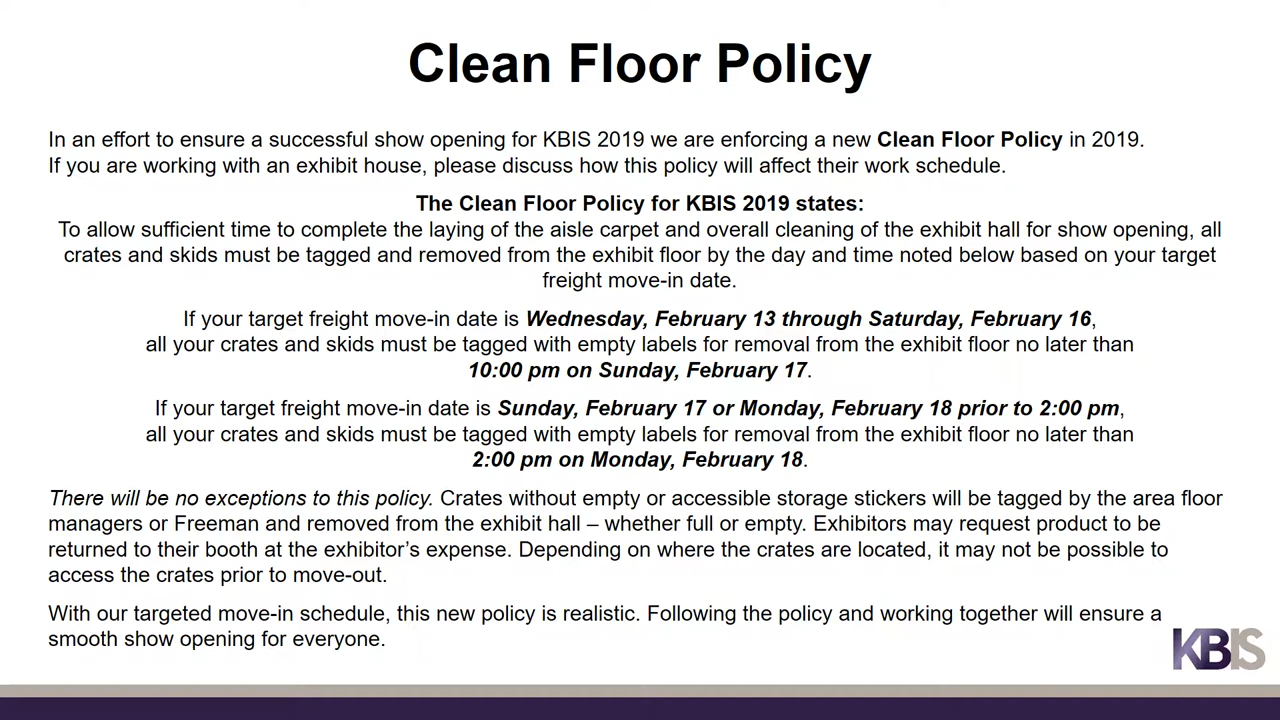 Clean Floor Policy
In an effort to ensure a successful show opening for KBIS 2019 we are enforcing a new Clean Floor Policy in 2019.
If you are working with an exhibit house, please discuss how this policy will affect their work schedule.
The Clean Floor Policy for KBIS 2019 states:
To allow sufficient time to complete the laying of the aisle carpet and overall cleaning of the exhibit hall for show opening, all
crates and skids must be tagged and removed from the exhibit floor by the day and time noted below based on your target
freight move-in date.
If your target freight move-in date is Wednesday, February 13 through Saturday, February 16,
all your crates and skids must be tagged with empty labels for removal from the exhibit floor no later than
10:00 pm on Sunday, February 17.
If your target freight move-in date is Sunday, February 17 or Monday, February 18 prior to 2:00 pm,
all your crates and skids must be tagged with empty labels for removal from the exhibit floor no later than
2:00 pm on Monday, February 18.
There will be no exceptions to this policy. Crates without empty or accessible storage stickers will be tagged by the area floor
managers or Freeman and removed from the exhibit hall – whether full or empty. Exhibitors may request product to be
returned to their booth at the exhibitor's expense. Depending on where the crates are located, it may not be possible to
access the crates prior to move-out.
With our targeted move-in schedule, this new policy is realistic. Following the policy and working together will ensure a
smooth show opening for everyone.
KBIS